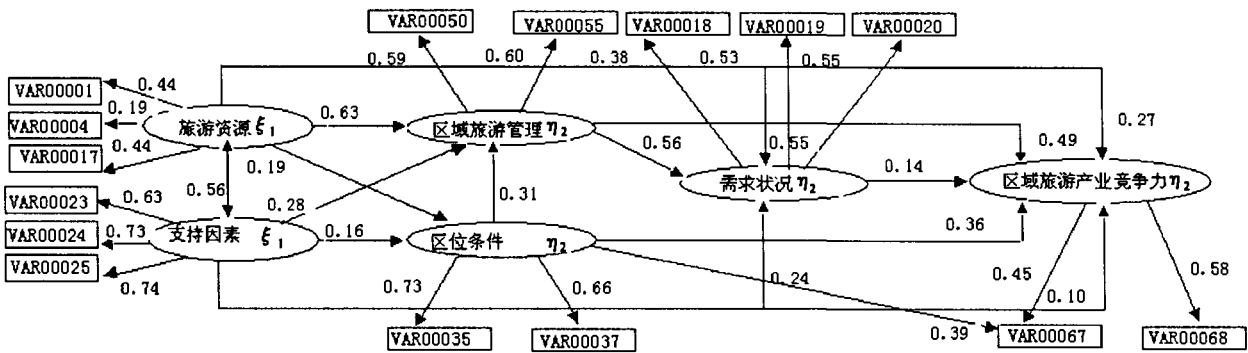 VAR00050
VAR00055
VAR00018
VAR00019
VAR00020
0.59
0.60
0.38
0.53
0.55
VAR00001
0.44
VAR00004
0.19
旅游资源ξ1
0.63
区域旅游管理η2
0.49
0.27
VAR00017
0.44
0.19
0.56
0.55
需求状况η2
0.14
区域旅游产业竞争力η2
VAR00023
0.63
0.56
0.28
0.31
VAR00024
0.73
支持因素 ξ1
0.16
区位条件 η2
0.36
VAR00025
0.74
0.73
0.66
0.24
0.45
0.10
0.58
VAR00035
VAR00037
0.39
VAR00067
VAR00068